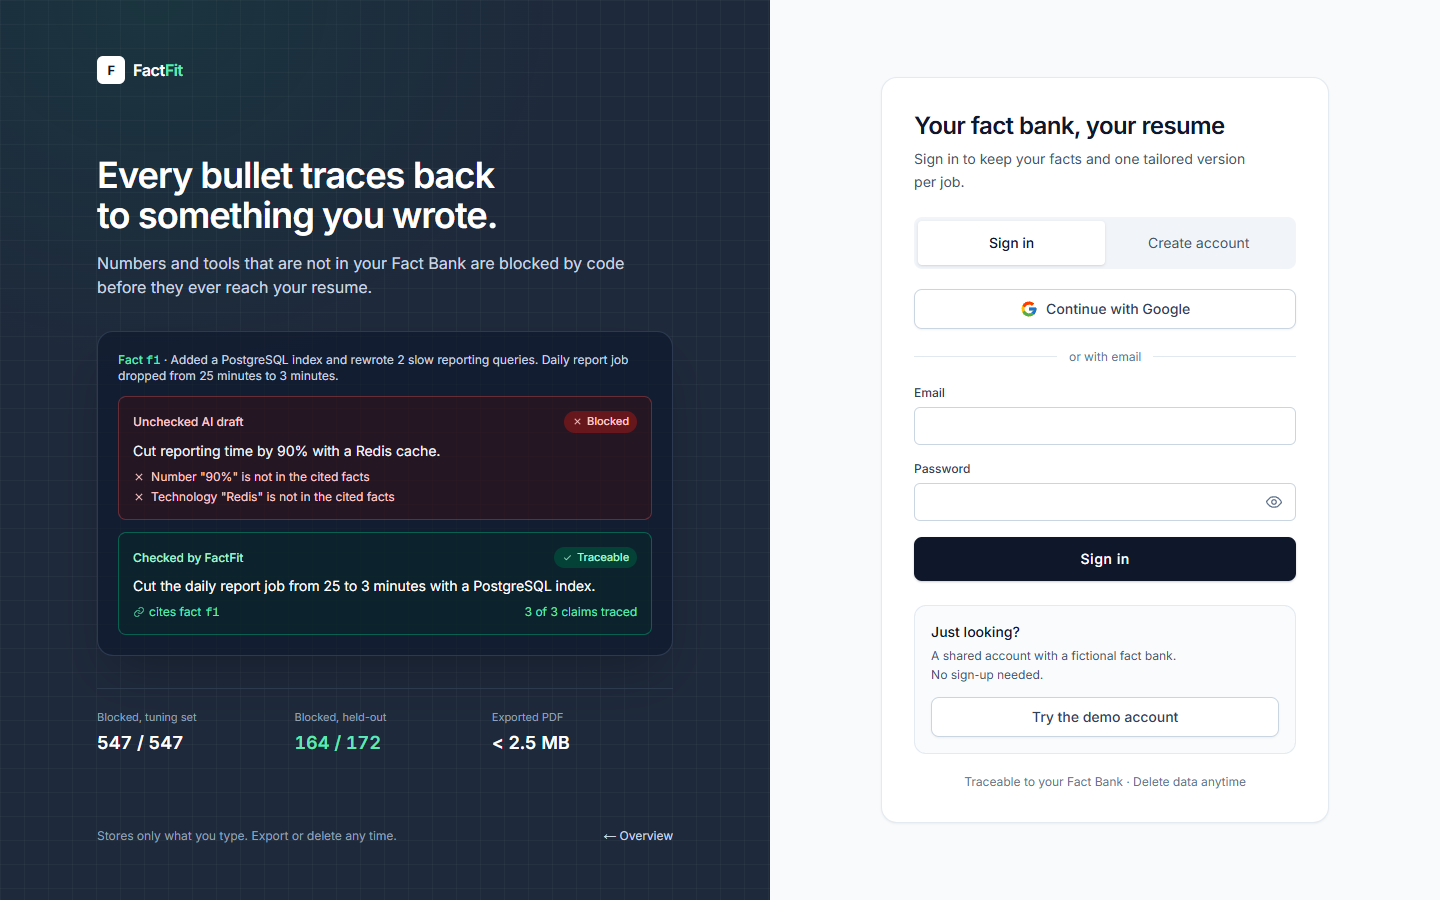 F
FactFit
Every bullet traces back
to something you wrote.
Numbers and tools that are not in your Fact Bank are blocked by code
before they ever reach your resume.
Fact f1 · Added a PostgreSQL index and rewrote 2 slow reporting queries. Daily report job
dropped from 25 minutes to 3 minutes.
Unchecked AI draft
× Blocked
Cut reporting time by 90% with a Redis cache.
× Number "90%" is not in the cited facts
× Technology "Redis" is not in the cited facts
Checked by FactFit
✓ Traceable
Cut the daily report job from 25 to 3 minutes with a PostgreSQL index.
cites fact f1
3 of 3 claims traced
Blocked, tuning set
547 / 547
Blocked, held-out
164 / 172
Exported PDF
< 2.5 MB
Stores only what you type. Export or delete any time.
← Overview
Your fact bank, your resume
Sign in to keep your facts and one tailored version
per job.
Sign in
Create account
Continue with Google
or with email
Email
Password
Sign in
Just looking?
A shared account with a fictional fact bank.
No sign-up needed.
Try the demo account
Traceable to your Fact Bank · Delete data anytime